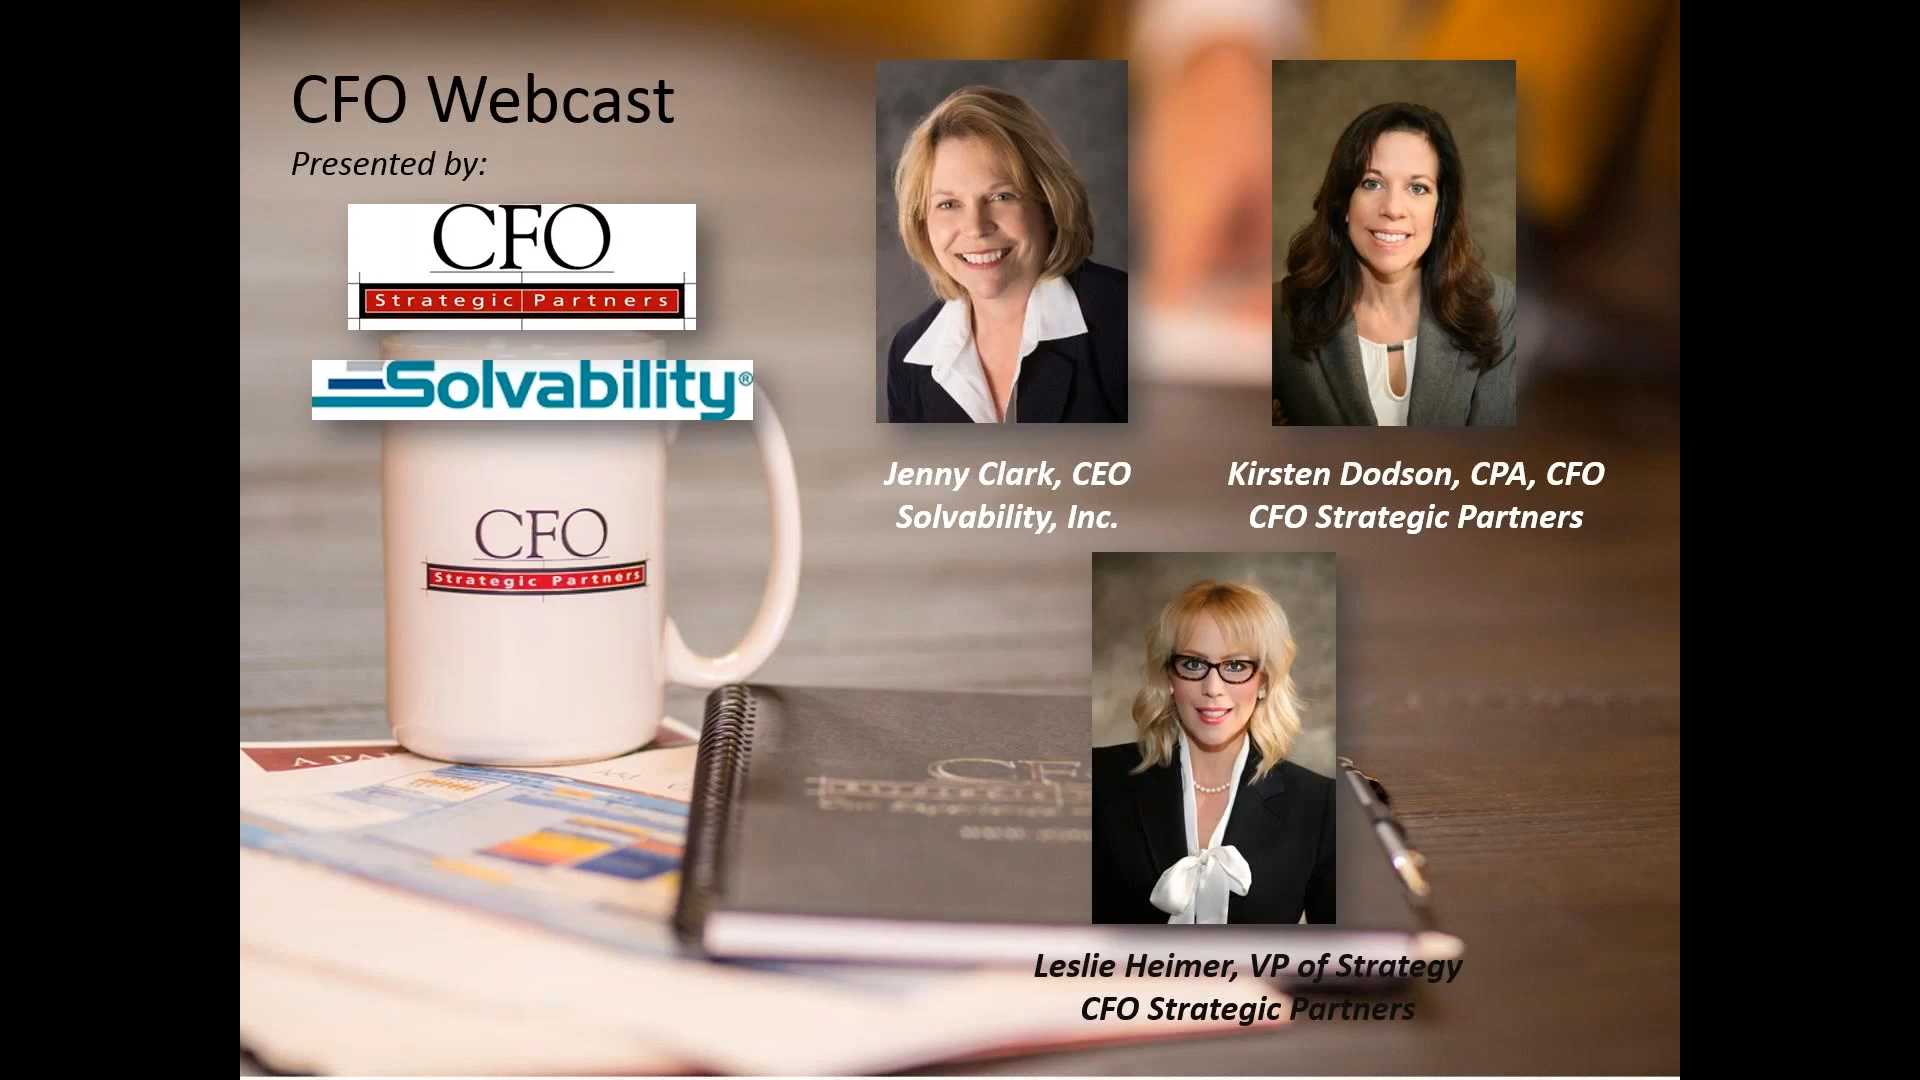 CFO Webcast
Presented by:
CFO
Strategic Partners
Solvability®
CFO
Strategic Partners
Jenny Clark, CEO
Solvability, Inc.
Kirsten Dodson, CPA, CFO
CFO Strategic Partners
Leslie Heimer, VP of Strategy
CFO Strategic Partners
A PA